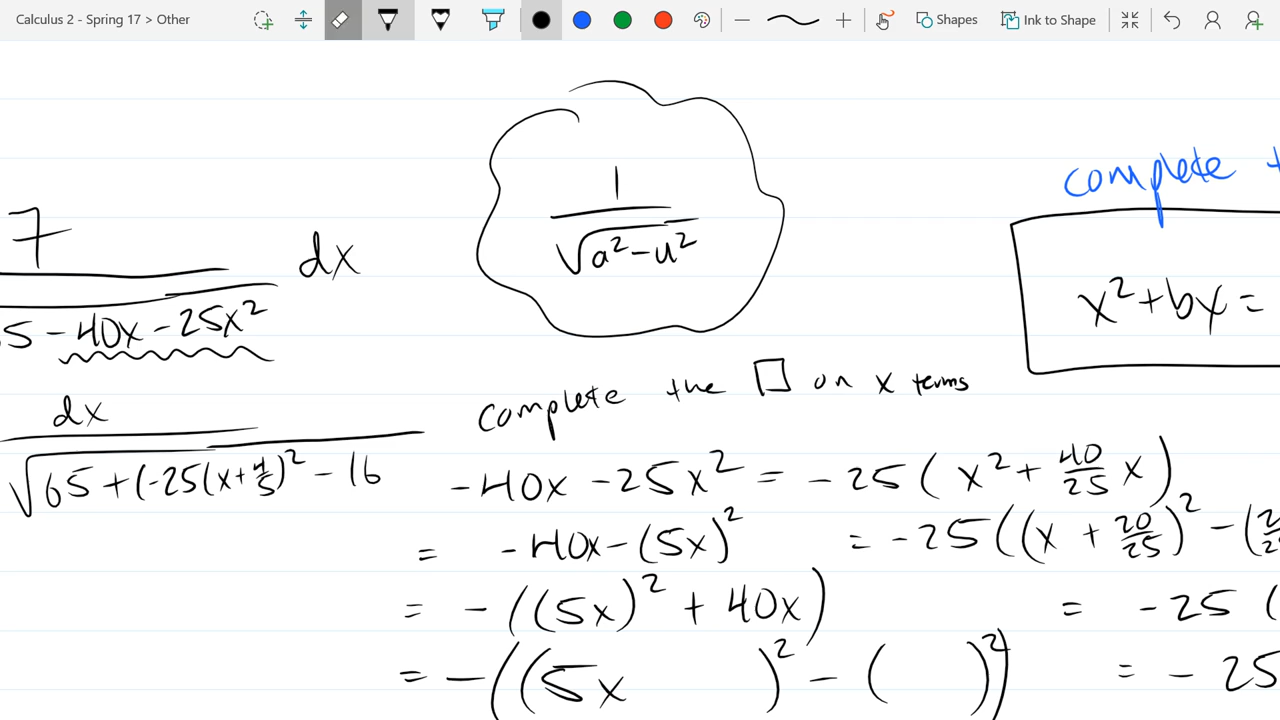 Calculus 2 - Spring 17 > Other
Shapes
Ink to Shape
complete
7
dx
1
√a²-u²
5 - 40x - 25x²
x² + bx =
dx
complete the □ on x terms
√65 + (-25(x + 4/5)² - 16
-40x - 25x² = -25(x² + 40/25 x)
= -40x - (5x)²
= -25((x + 20/25)² - (
= -((5x)² + 40x)
= -25 (
= -((5x )² - ( )²)
= - 25